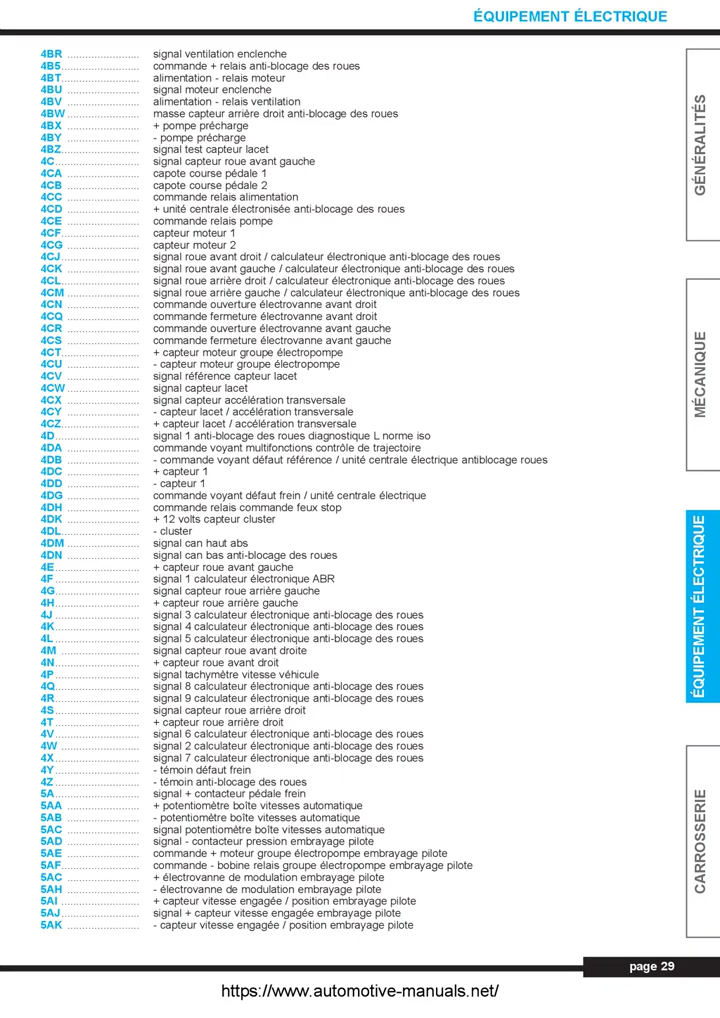 ÉQUIPEMENT ÉLECTRIQUE
4BR ........................ signal ventilation enclenche
4B5........................... commande + relais anti-blocage des roues
4BT........................... alimentation - relais moteur
4BU ........................ signal moteur enclenche
4BV ........................ alimentation - relais ventilation
4BW ........................ masse capteur arrière droit anti-blocage des roues
4BX ........................ + pompe précharge
4BY ........................ - pompe précharge
4BZ........................... signal test capteur lacet
4C............................. signal capteur roue avant gauche
4CA ........................ capote course pédale 1
4CB ........................ capote course pédale 2
4CC ........................ commande relais alimentation
4CD ........................ + unité centrale électronisée anti-blocage des roues
4CE ........................ commande relais pompe
4CF........................... capteur moteur 1
4CG ........................ capteur moteur 2
4CJ........................... signal roue avant droit / calculateur électronique anti-blocage des roues
4CK ........................ signal roue avant gauche / calculateur électronique anti-blocage des roues
4CL........................... signal roue arrière droit / calculateur électronique anti-blocage des roues
4CM ........................ signal roue arrière gauche / calculateur électronique anti-blocage des roues
4CN ........................ commande ouverture électrovanne avant droit
4CQ ........................ commande fermeture électrovanne avant droit
4CR ........................ commande ouverture électrovanne avant gauche
4CS ........................ commande fermeture électrovanne avant gauche
4CT........................... + capteur moteur groupe électropompe
4CU ........................ - capteur moteur groupe électropompe
4CV ........................ signal référence capteur lacet
4CW ........................ signal capteur lacet
4CX ........................ signal capteur accélération transversale
4CY ........................ - capteur lacet / accélération transversale
4CZ........................... + capteur lacet / accélération transversale
4D............................. signal 1 anti-blocage des roues diagnostique L norme iso
4DA ........................ commande voyant multifonctions contrôle de trajectoire
4DB ........................ - commande voyant défaut référence / unité centrale électrique antiblocage roues
4DC ........................ + capteur 1
4DD ........................ - capteur 1
4DG ........................ commande voyant défaut frein / unité centrale électrique
4DH ........................ commande relais commande feux stop
4DK ........................ + 12 volts capteur cluster
4DL........................... - cluster
4DM ........................ signal can haut abs
4DN ........................ signal can bas anti-blocage des roues
4E............................. + capteur roue avant gauche
4F ............................. signal 1 calculateur électronique ABR
4G............................. signal capteur roue arrière gauche
4H............................. + capteur roue arrière gauche
4J ............................. signal 3 calculateur électronique anti-blocage des roues
4K............................. signal 4 calculateur électronique anti-blocage des roues
4L ............................. signal 5 calculateur électronique anti-blocage des roues
4M ........................... signal capteur roue avant droite
4N............................. + capteur roue avant droit
4P............................. signal tachymètre vitesse véhicule
4Q............................. signal 8 calculateur électronique anti-blocage des roues
4R............................. signal 9 calculateur électronique anti-blocage des roues
4S............................. signal capteur roue arrière droit
4T ............................. + capteur roue arrière droit
4V............................. signal 6 calculateur électronique anti-blocage des roues
4W ........................... signal 2 calculateur électronique anti-blocage des roues
4X............................. signal 7 calculateur électronique anti-blocage des roues
4Y............................. - témoin défaut frein
4Z ............................. - témoin anti-blocage des roues
5A............................. signal + contacteur pédale frein
5AA ........................ + potentiomètre boîte vitesses automatique
5AB ........................ - potentiomètre boîte vitesses automatique
5AC ........................ signal potentiomètre boîte vitesses automatique
5AD ........................ signal - contacteur pression embrayage pilote
5AE ........................ commande + moteur groupe électropompe embrayage pilote
5AF........................... commande - bobine relais groupe électropompe embrayage pilote
5AC ........................ + électrovanne de modulation embrayage pilote
5AH ........................ - électrovanne de modulation embrayage pilote
5AI ........................... + capteur vitesse engagée / position embrayage pilote
5AJ........................... signal + capteur vitesse engagée embrayage pilote
5AK ........................ - capteur vitesse engagée / position embrayage pilote
GÉNÉRALITÉS
MÉCANIQUE
ÉQUIPEMENT ÉLECTRIQUE
CARROSSERIE
page 29
https://www.automotive-manuals.net/